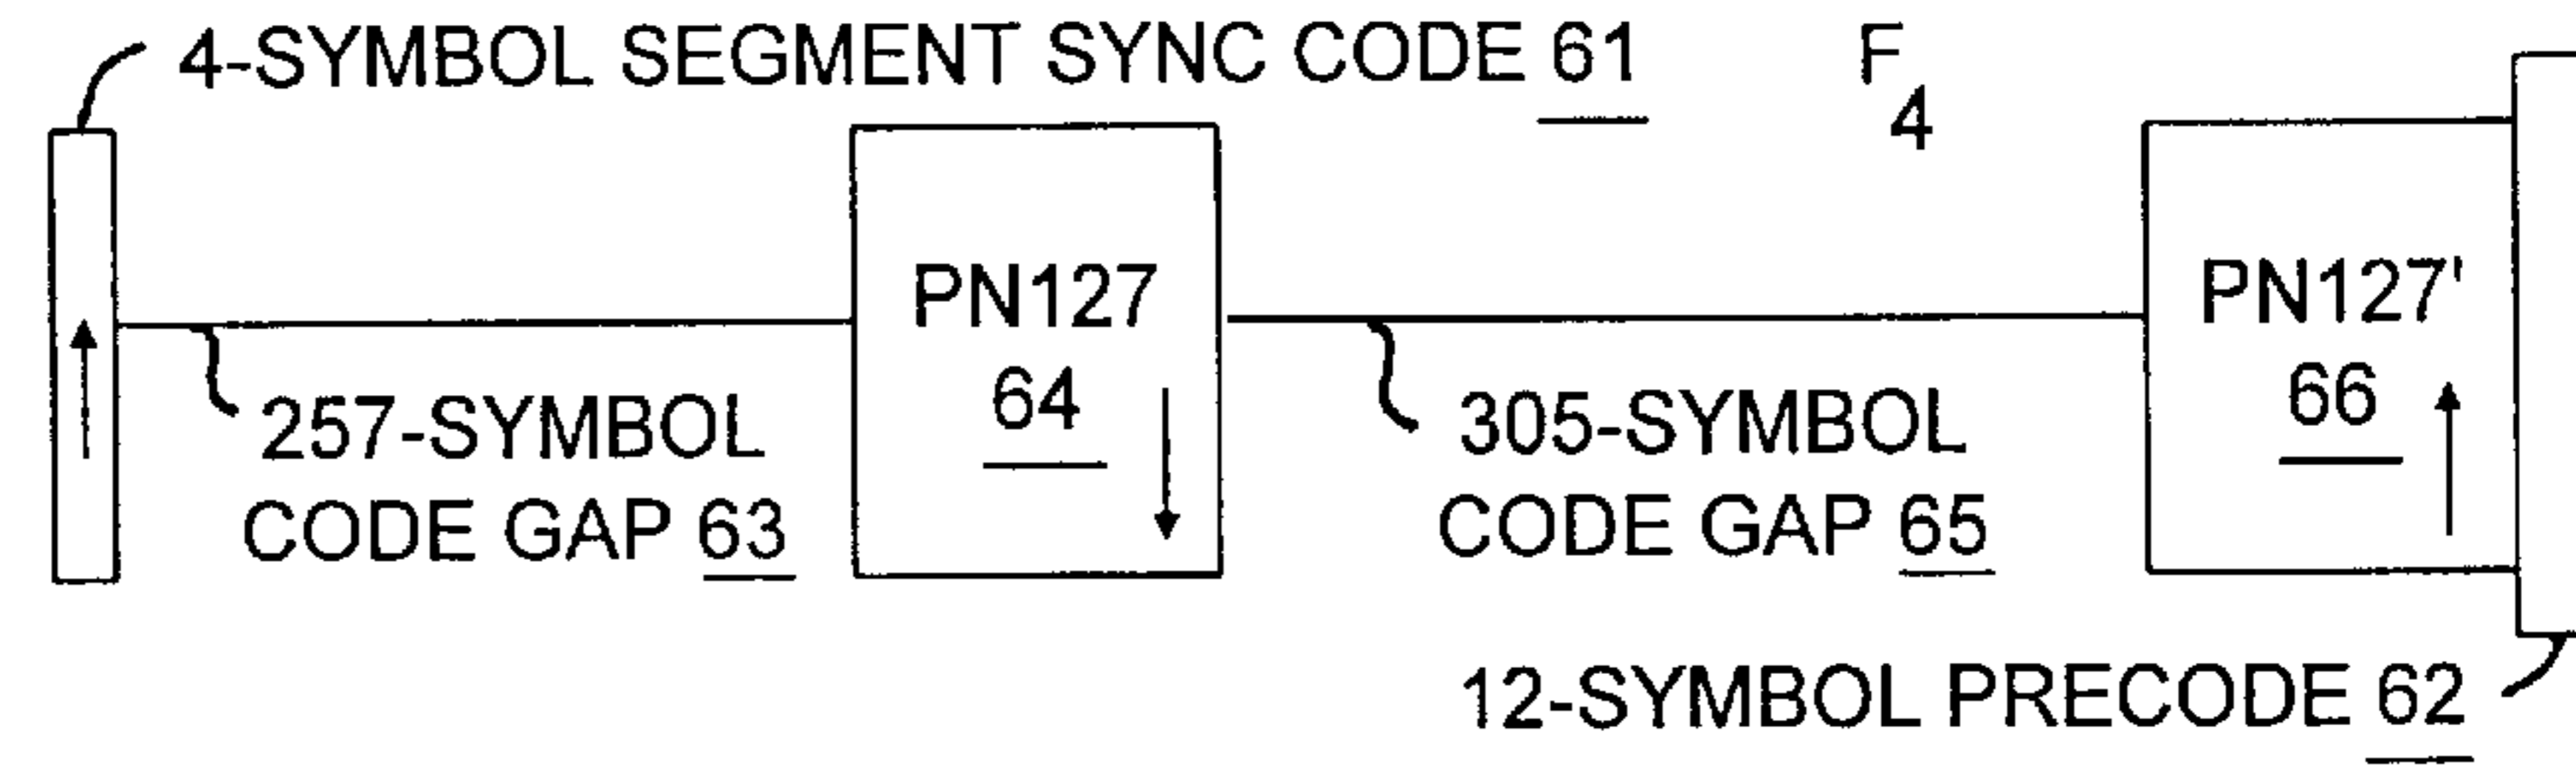 4-SYMBOL SEGMENT SYNC CODE 61
F
4
PN127
64
PN127'
66
257-SYMBOL
CODE GAP 63
305-SYMBOL
CODE GAP 65
12-SYMBOL PRECODE 62